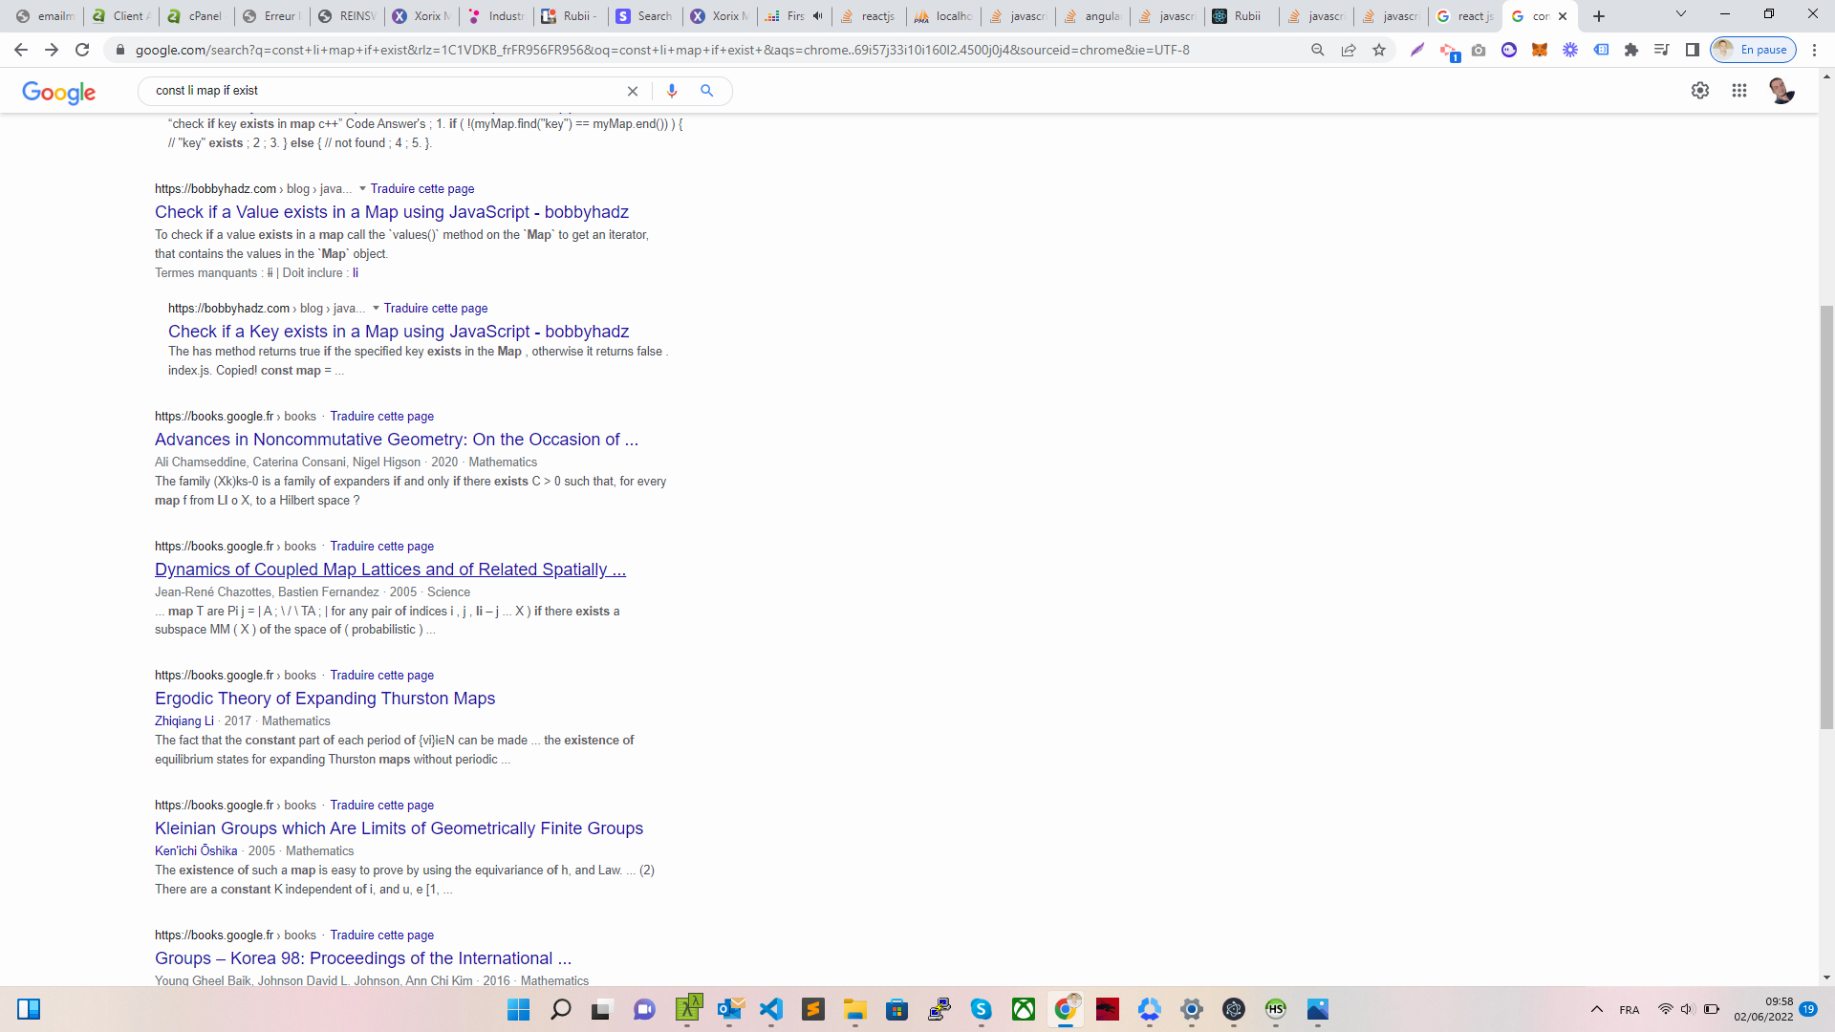 emailm
Client A
cPanel
Erreur l
REINSV
Xorix M
Industr
Rubii -
Search
Xorix M
Firs
reactjs
localho
javascri
angula
javascri
Rubii
javascri
javascri
react js
con
google.com/search?q=const+li+map+if+exist&rlz=1C1VDKB_frFR956FR956&oq=const+li+map+if+exist+&aqs=chrome..69i57j33i10i160l2.4500j0j4&sourceid=chrome&ie=UTF-8
1
En pause
Google
const li map if exist
“check if key exists in map c++” Code Answer's ; 1. if ( !(myMap.find("key") == myMap.end()) ) {
// "key" exists ; 2 ; 3. } else { // not found ; 4 ; 5. }.
https://bobbyhadz.com › blog › java... Traduire cette page
Check if a Value exists in a Map using JavaScript - bobbyhadz
To check if a value exists in a map call the `values()` method on the `Map` to get an iterator,
that contains the values in the `Map` object.
Termes manquants : li | Doit inclure : li
https://bobbyhadz.com › blog › java... Traduire cette page
Check if a Key exists in a Map using JavaScript - bobbyhadz
The has method returns true if the specified key exists in the Map , otherwise it returns false .
index.js. Copied! const map = ...
https://books.google.fr › books · Traduire cette page
Advances in Noncommutative Geometry: On the Occasion of ...
Ali Chamseddine, Caterina Consani, Nigel Higson · 2020 · Mathematics
The family (Xk)ks-0 is a family of expanders if and only if there exists C > 0 such that, for every
map f from LI o X, to a Hilbert space ?
https://books.google.fr › books · Traduire cette page
Dynamics of Coupled Map Lattices and of Related Spatially ...
Jean-René Chazottes, Bastien Fernandez · 2005 · Science
... map T are Pi j = | A ; \ / \ TA ; | for any pair of indices i , j , li – j ... X ) if there exists a
subspace MM ( X ) of the space of ( probabilistic ) ...
https://books.google.fr › books · Traduire cette page
Ergodic Theory of Expanding Thurston Maps
Zhiqiang Li · 2017 · Mathematics
The fact that the constant part of each period of {vi}i∈N can be made ... the existence of
equilibrium states for expanding Thurston maps without periodic ...
https://books.google.fr › books · Traduire cette page
Kleinian Groups which Are Limits of Geometrically Finite Groups
Ken'ichi Ōshika · 2005 · Mathematics
The existence of such a map is easy to prove by using the equivariance of h, and Law. ... (2)
There are a constant K independent of i, and u, e [1, ...
https://books.google.fr › books · Traduire cette page
Groups – Korea 98: Proceedings of the International ...
Young Gheel Baik, Johnson David L. Johnson, Ann Chi Kim · 2016 · Mathematics
HS
FRA
09:58
02/06/2022
19